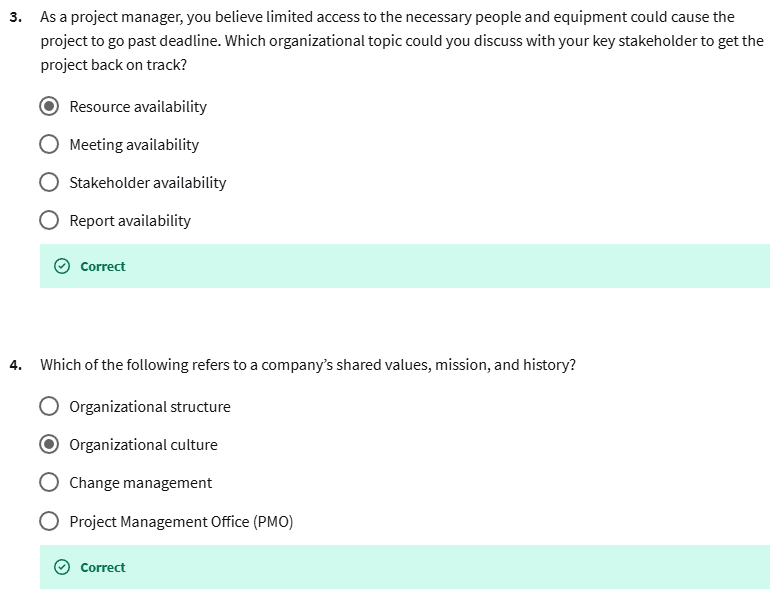 3. As a project manager, you believe limited access to the necessary people and equipment could cause the
project to go past deadline. Which organizational topic could you discuss with your key stakeholder to get the
project back on track?
Resource availability
Meeting availability
Stakeholder availability
Report availability
Correct
4. Which of the following refers to a company’s shared values, mission, and history?
Organizational structure
Organizational culture
Change management
Project Management Office (PMO)
Correct